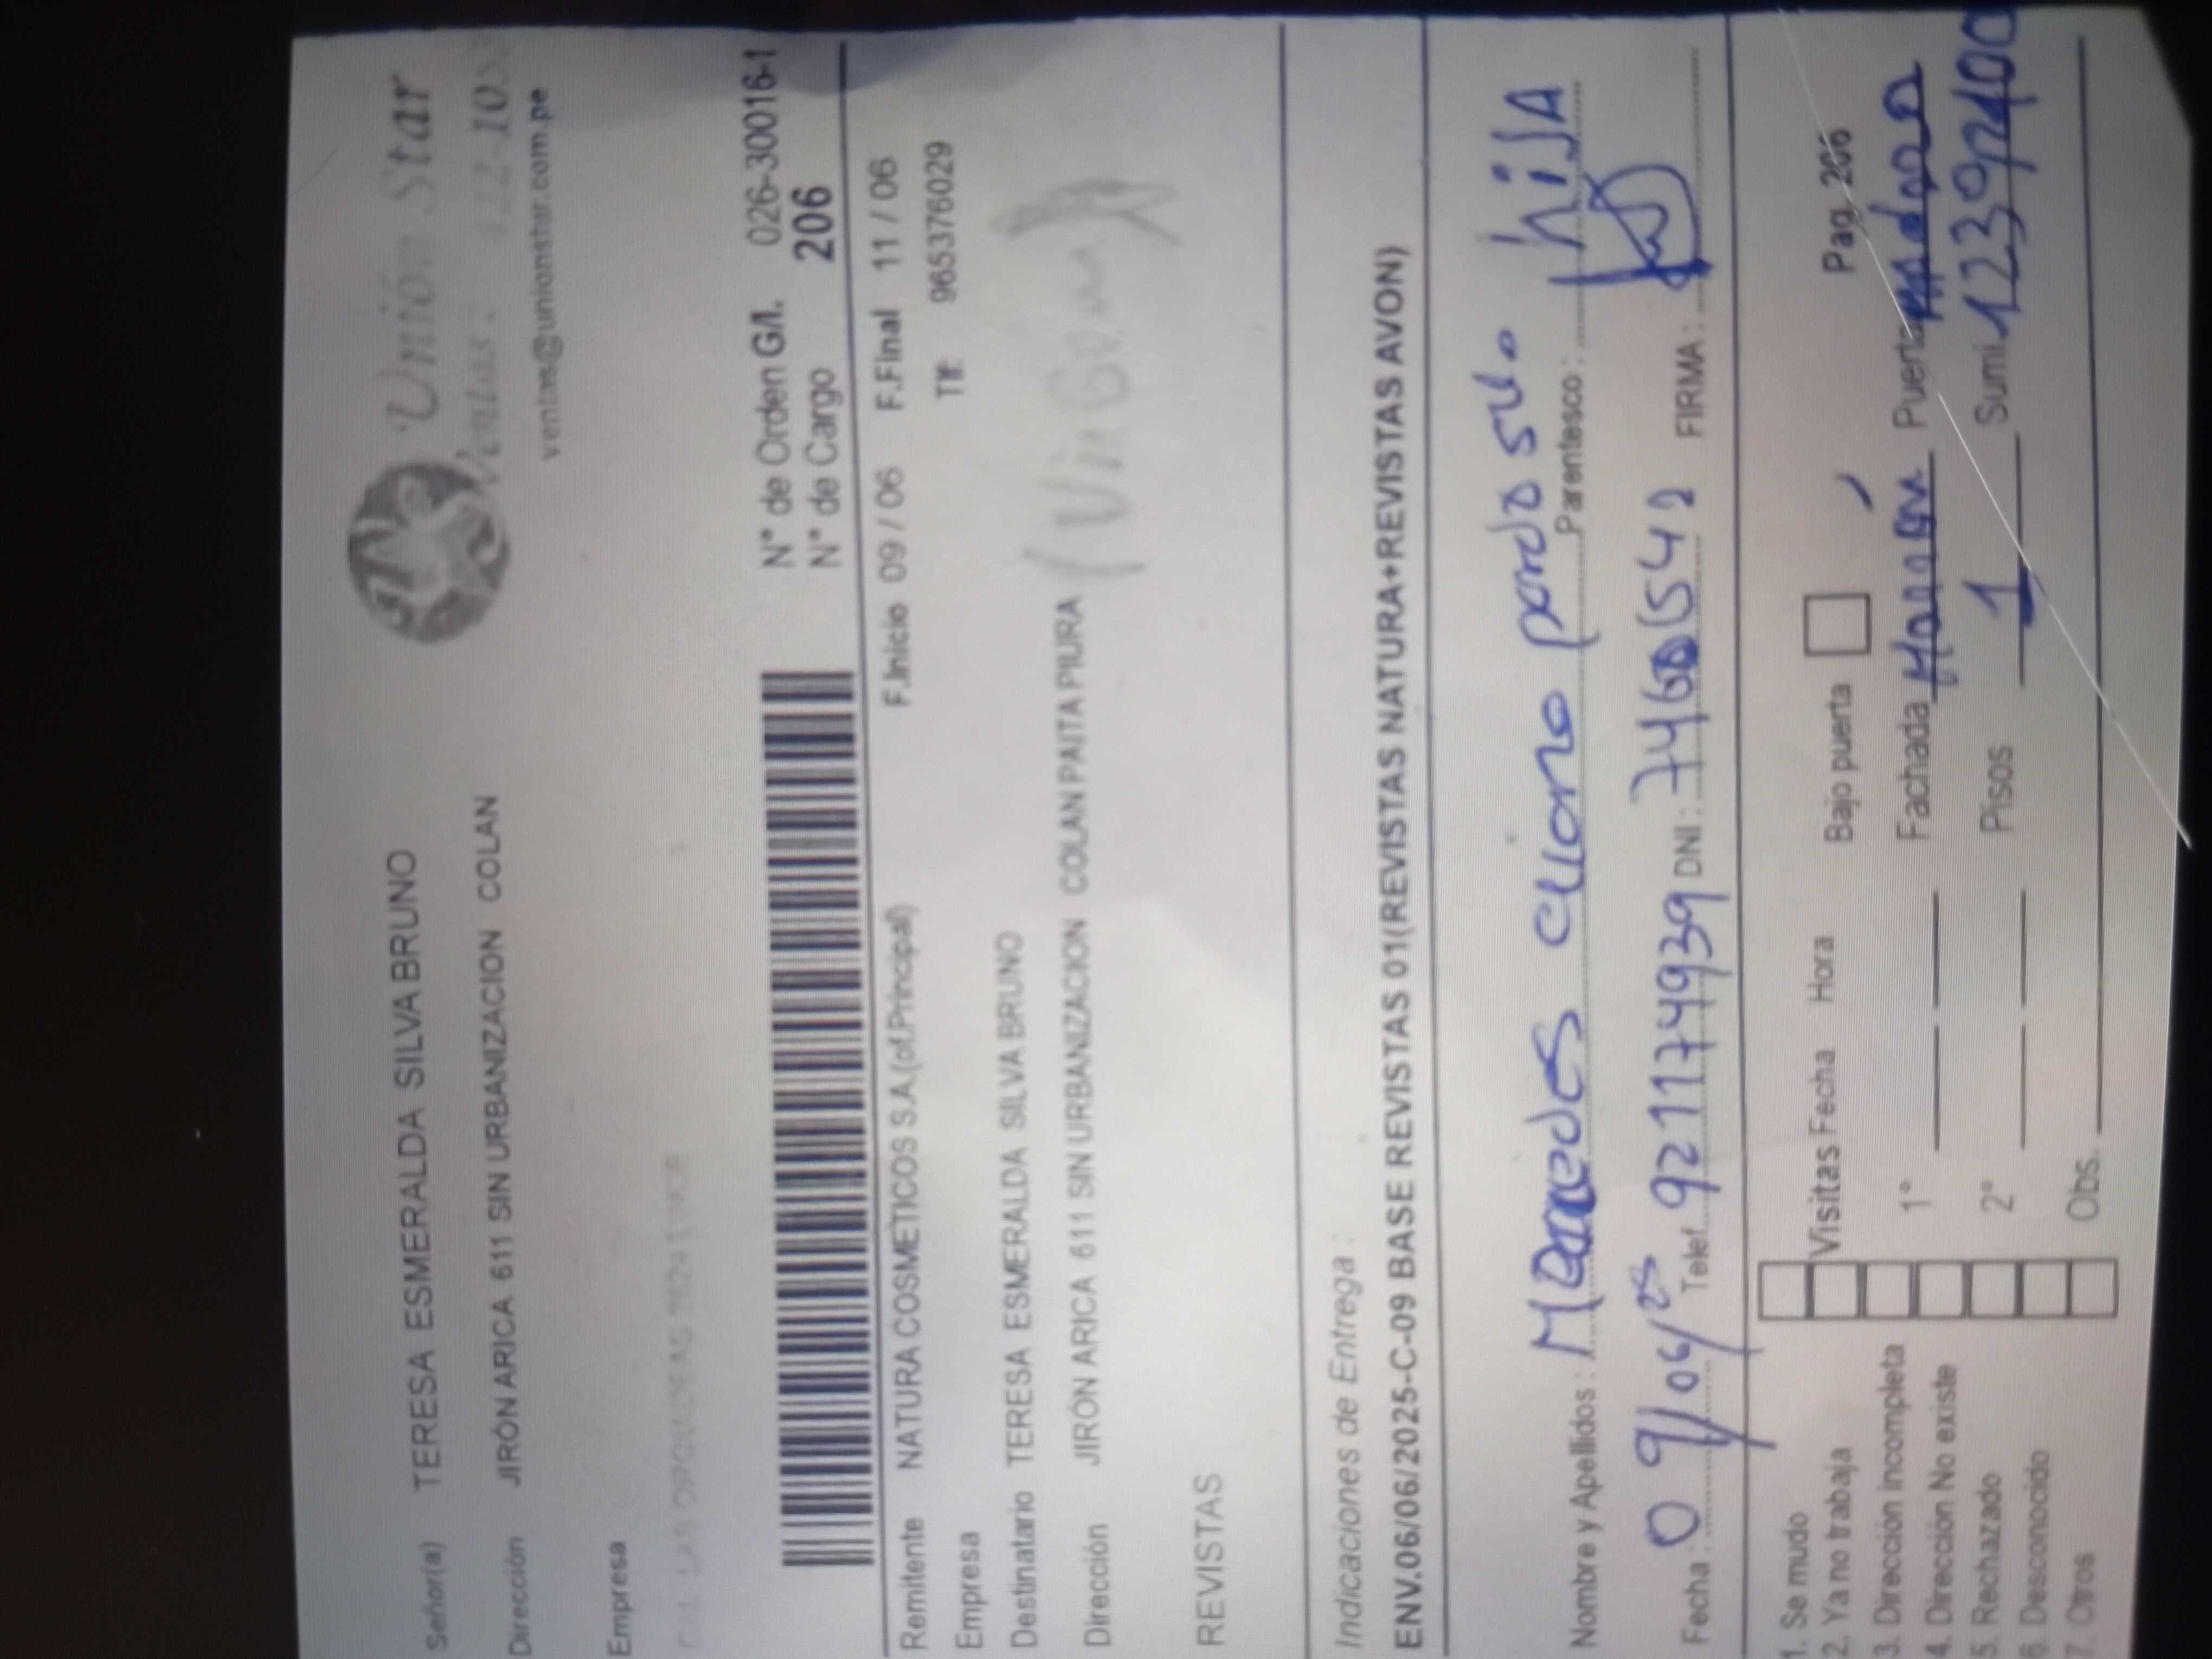 Unión Star
Ventas: 422-10
ventas@unionstar.com.pe
Señor(a) TERESA ESMERALDA SILVA BRUNO
Dirección JIRÓN ARICA 611 SIN URBANIZACION COLAN
Empresa
N° de Orden G/I. 026-30016-1
N° de Cargo 206
Remitente NATURA COSMETICOS S.A.(of.Principal) F.Inicio 09 / 06 F.Final 11 / 06
Empresa Tlf: 965376029
Destinatario TERESA ESMERALDA SILVA BRUNO
Dirección JIRÓN ARICA 611 SIN URBANIZACION COLAN PAITA PIURA
REVISTAS
Indicaciones de Entrega :
ENV.06/06/2025-C-09 BASE REVISTAS 01(REVISTAS NATURA+REVISTAS AVON)
Nombre y Apellidos : Parentesco : hija
Fecha : 09/06/25 Telef. 921174939 DNI : FIRMA :
1. Se mudo
2. Ya no trabaja Visitas Fecha Hora Bajo puerta Pag. 206
3. Dirección incompleta 1° Fachada Puerta
4. Dirección No existe
5. Rechazado 2° Pisos 1 Sumi
6. Desconocido
7. Otros Obs.